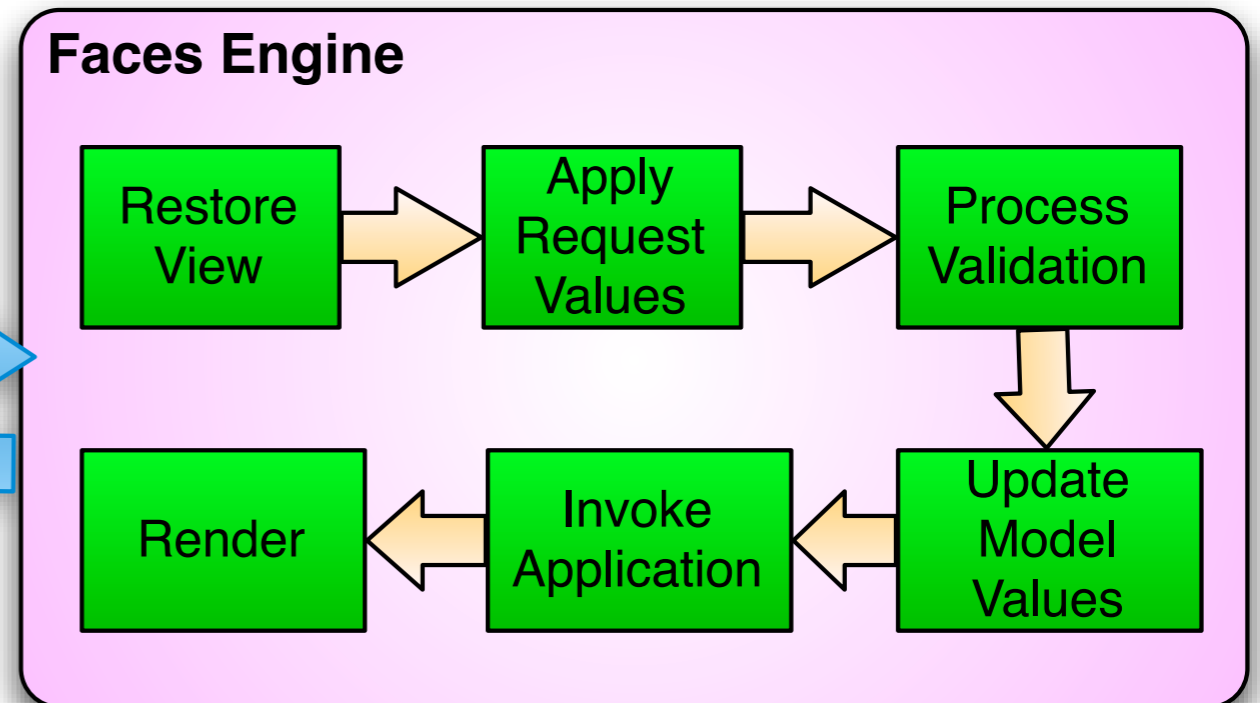 Faces Engine
Restore
View
Apply
Request
Values
Process
Validation
Render
Invoke
Application
Update
Model
Values